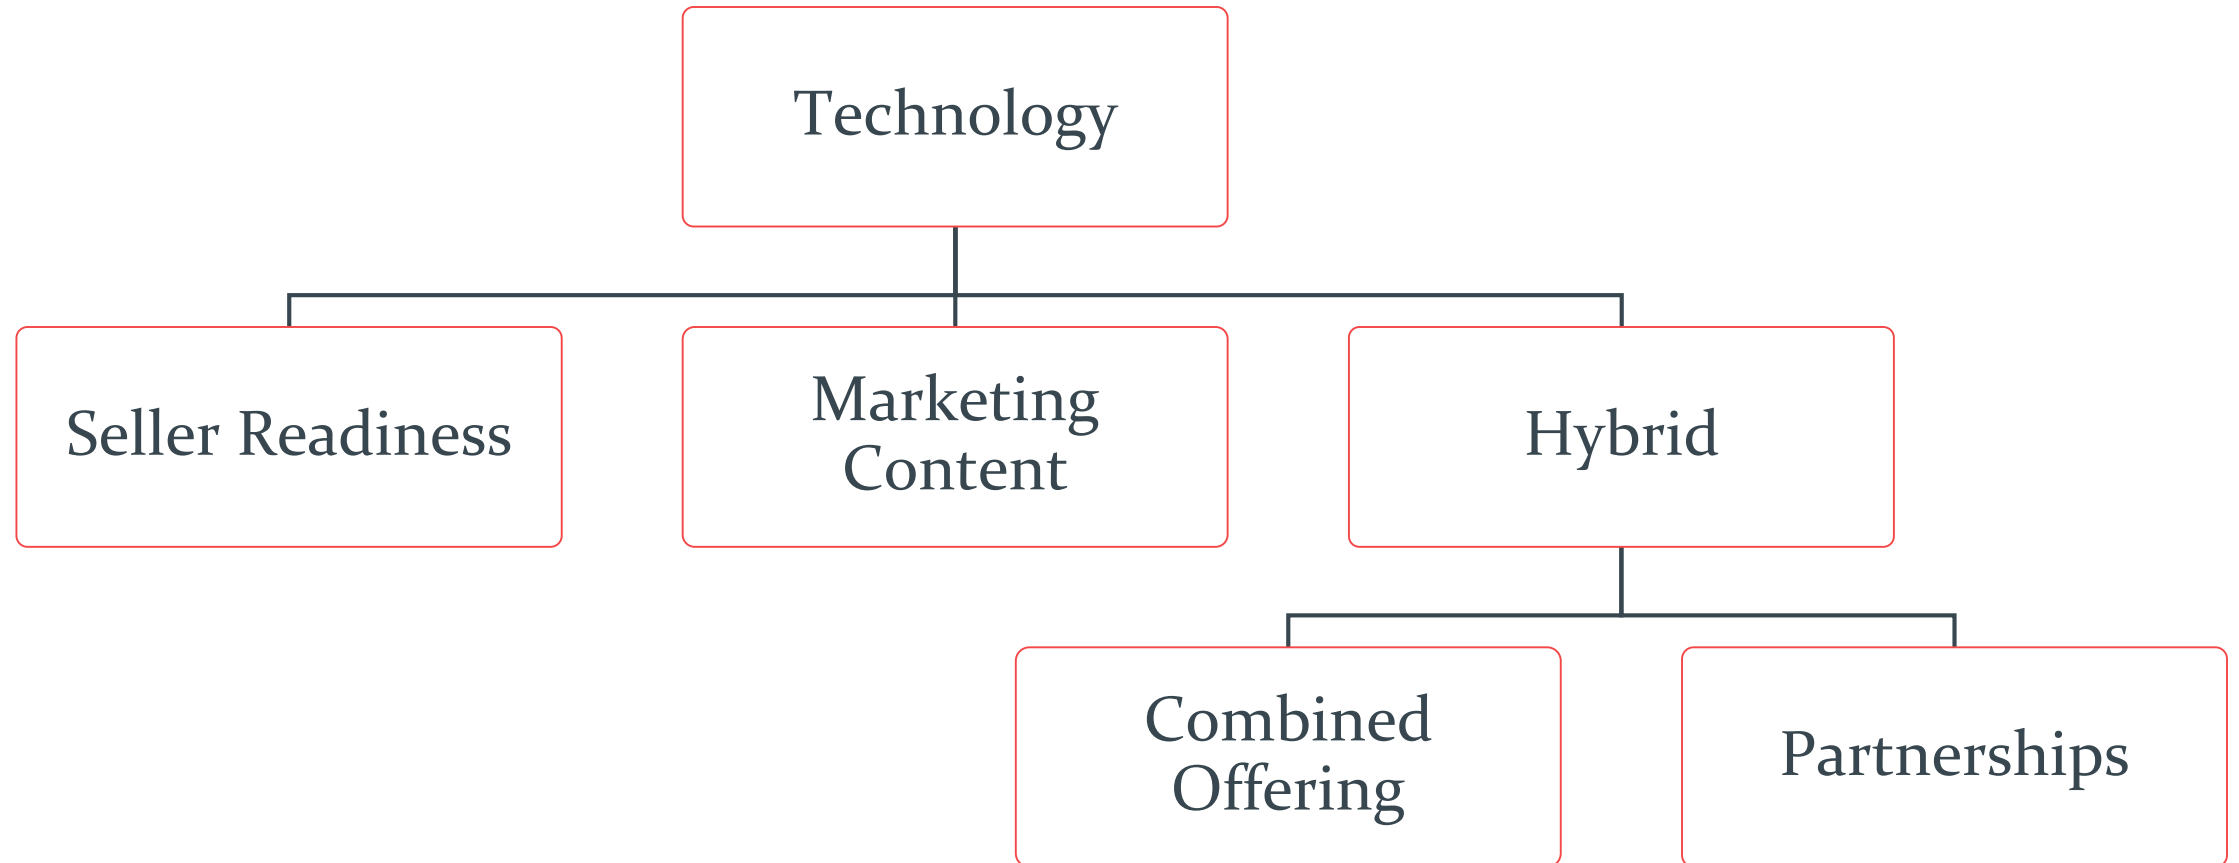 Technology
Seller Readiness
Marketing
Content
Hybrid
Combined
Offering
Partnerships